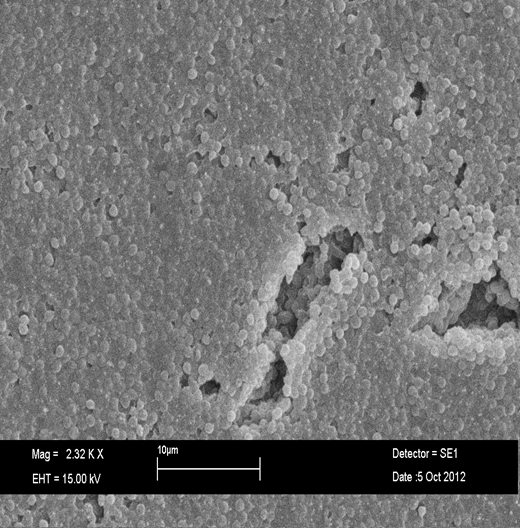 Mag = 2.32 K X
10µm
Detector = SE1
EHT = 15.00 kV
Date :5 Oct 2012